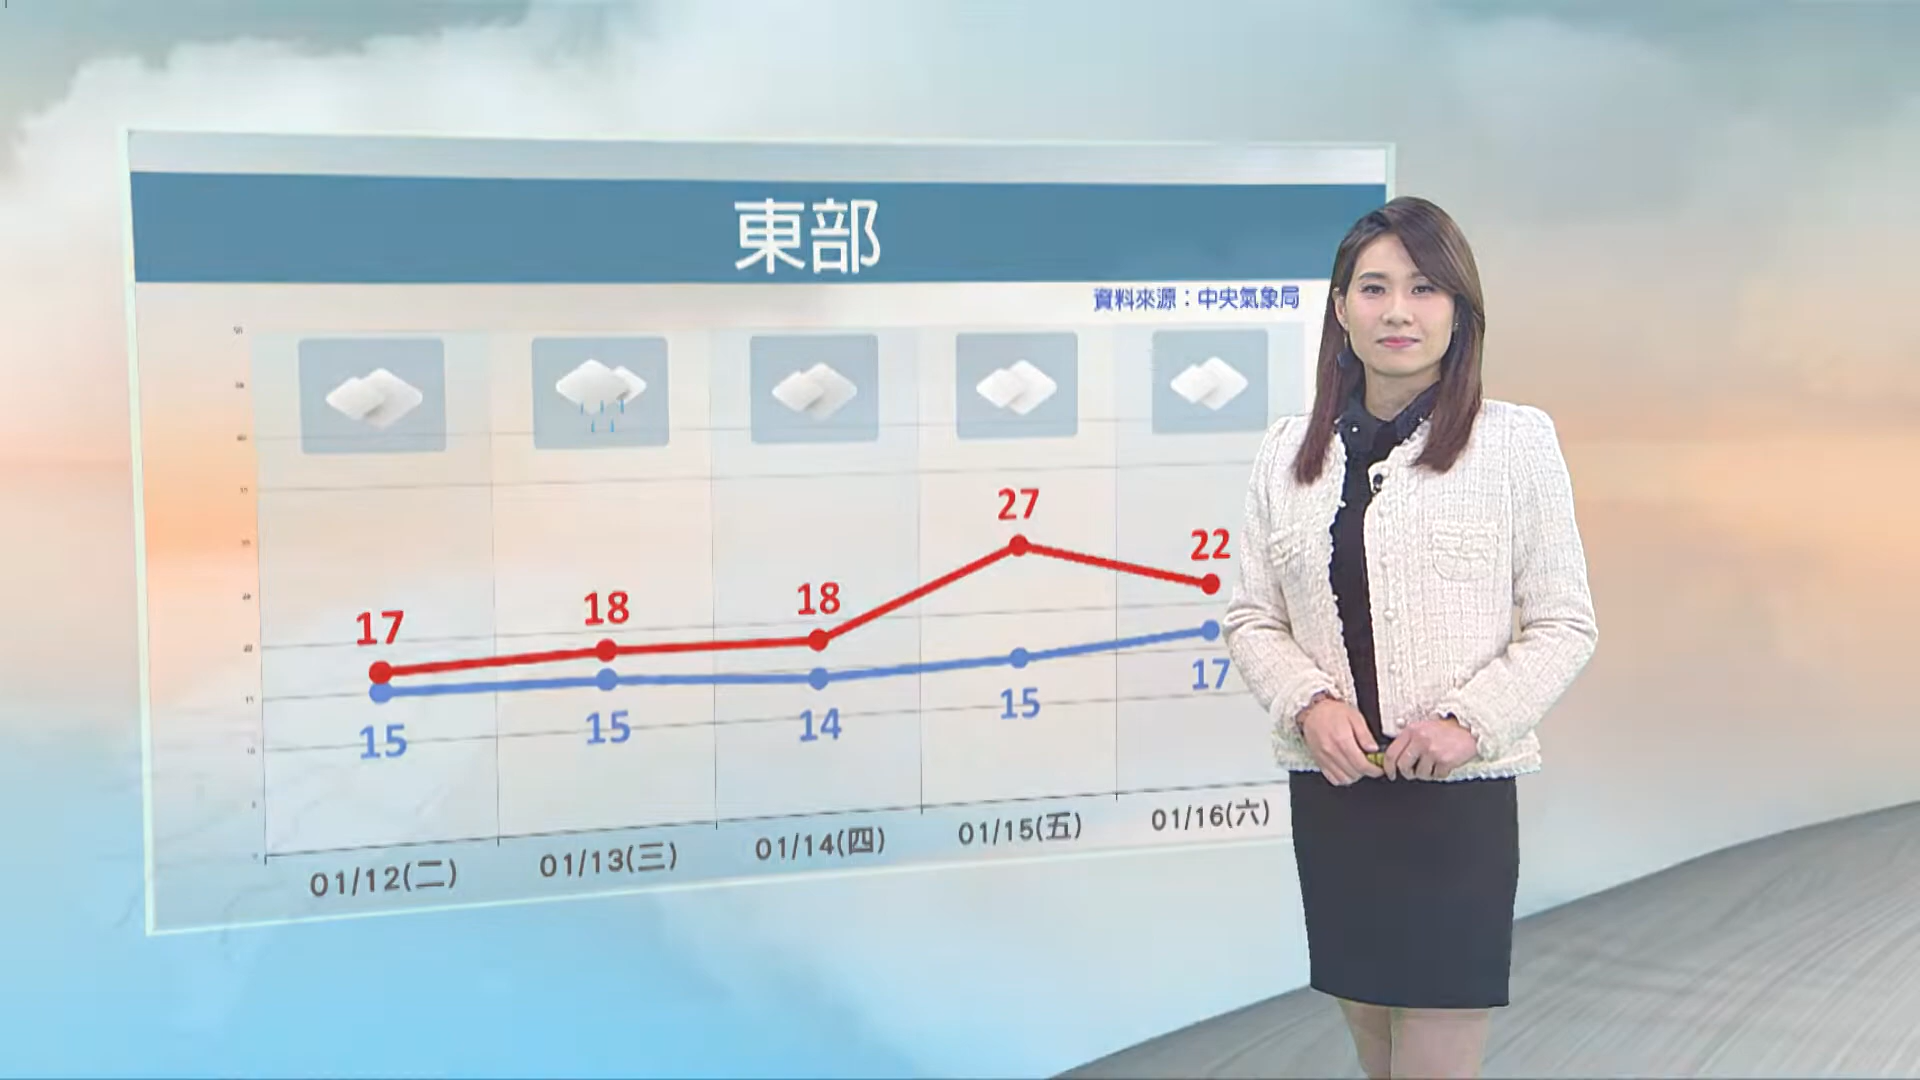 東部
資料來源：中央氣象局
27
22
18
18
17
17
15
14
15
15
01/12(二)
01/13(三)
01/14(四)
01/15(五)
01/16(六)